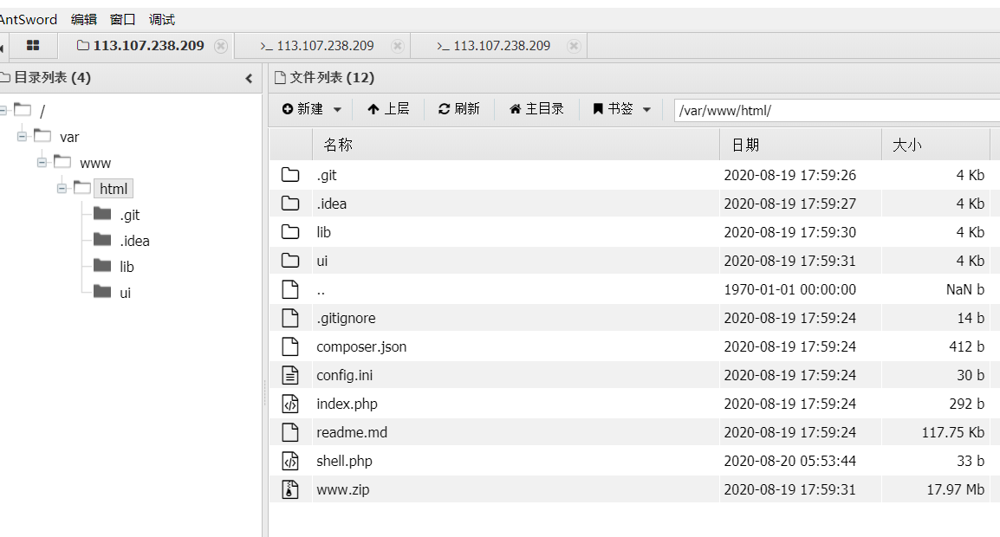 AntSword 编辑 窗口 调试
113.107.238.209 >_ 113.107.238.209 >_ 113.107.238.209
目录列表 (4)
/
var
www
html
.git
.idea
lib
ui
文件列表 (12)
新建 上层 刷新 主目录 书签 /var/www/html/
名称 日期 大小
.git 2020-08-19 17:59:26 4 Kb
.idea 2020-08-19 17:59:27 4 Kb
lib 2020-08-19 17:59:30 4 Kb
ui 2020-08-19 17:59:31 4 Kb
.. 1970-01-01 00:00:00 NaN b
.gitignore 2020-08-19 17:59:24 14 b
composer.json 2020-08-19 17:59:24 412 b
config.ini 2020-08-19 17:59:24 30 b
index.php 2020-08-19 17:59:24 292 b
readme.md 2020-08-19 17:59:24 117.75 Kb
shell.php 2020-08-20 05:53:44 33 b
www.zip 2020-08-19 17:59:31 17.97 Mb